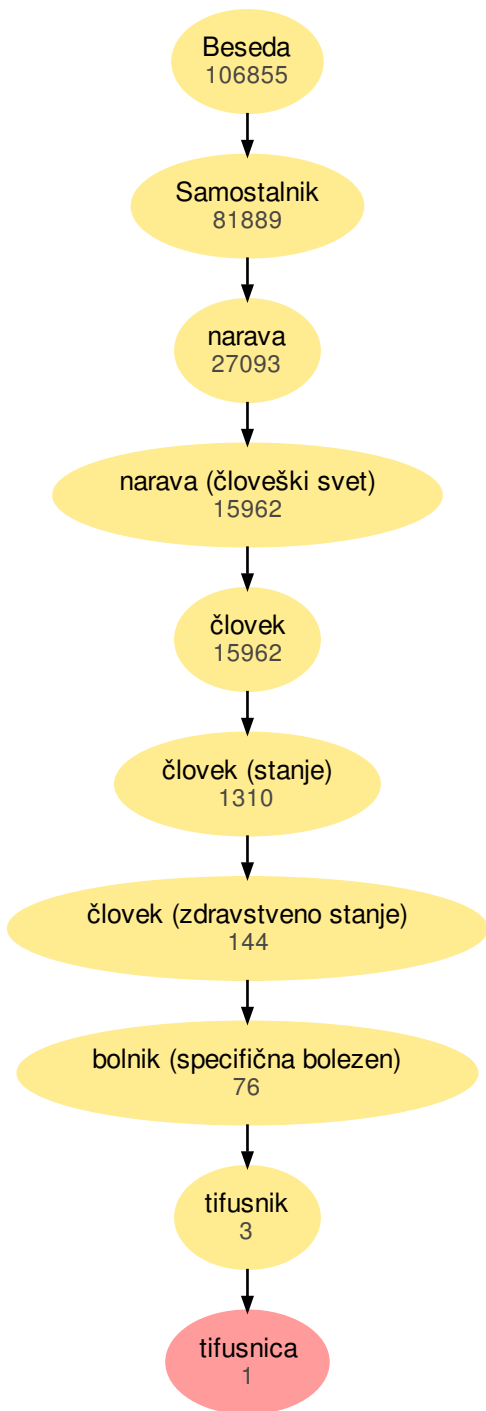 Beseda
106855
Samostalnik
81889
narava
27093
narava (človeški svet)
15962
človek
15962
človek (stanje)
1310
človek (zdravstveno stanje)
144
bolnik (specifična bolezen)
76
tifusnik
3
tifusnica
1